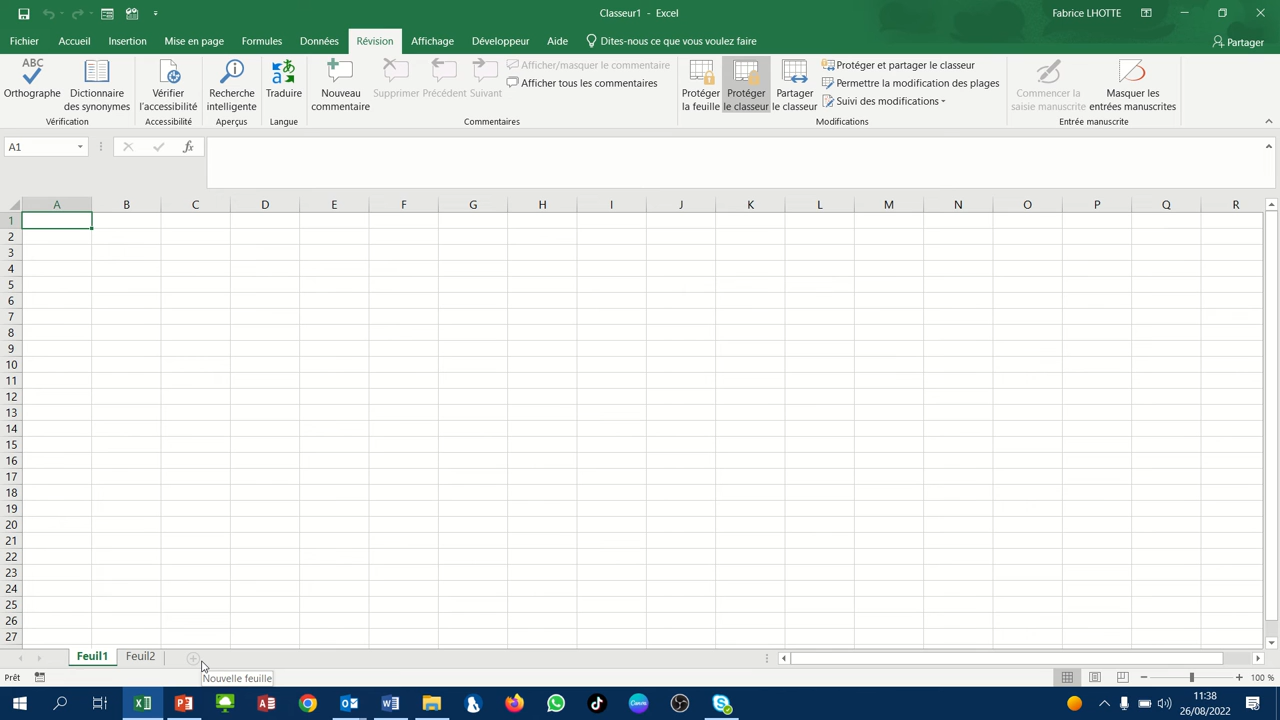 Classeur1 - Excel
Fabrice LHOTTE
Fichier Accueil Insertion Mise en page Formules Données Révision Affichage Développeur Aide Dites-nous ce que vous voulez faire
Partager
ABC
Orthographe
Dictionnaire
des synonymes
Vérifier
l'accessibilité
Recherche
intelligente
Traduire
Nouveau
commentaire
Supprimer
Précédent
Suivant
Afficher/masquer le commentaire
Afficher tous les commentaires
Protéger
la feuille
Protéger
le classeur
Partager
le classeur
Protéger et partager le classeur
Permettre la modification des plages
Suivi des modifications
Commencer la
saisie manuscrite
Masquer les
entrées manuscrites
Vérification Accessibilité Aperçus Langue Commentaires Modifications Entrée manuscrite
A1 fx
A B C D E F G H I J K L M N O P Q R
1
2
3
4
5
6
7
8
9
10
11
12
13
14
15
16
17
18
19
20
21
22
23
24
25
26
27
Feuil1 Feuil2
Nouvelle feuille
Prêt
100 %
11:38
26/08/2022